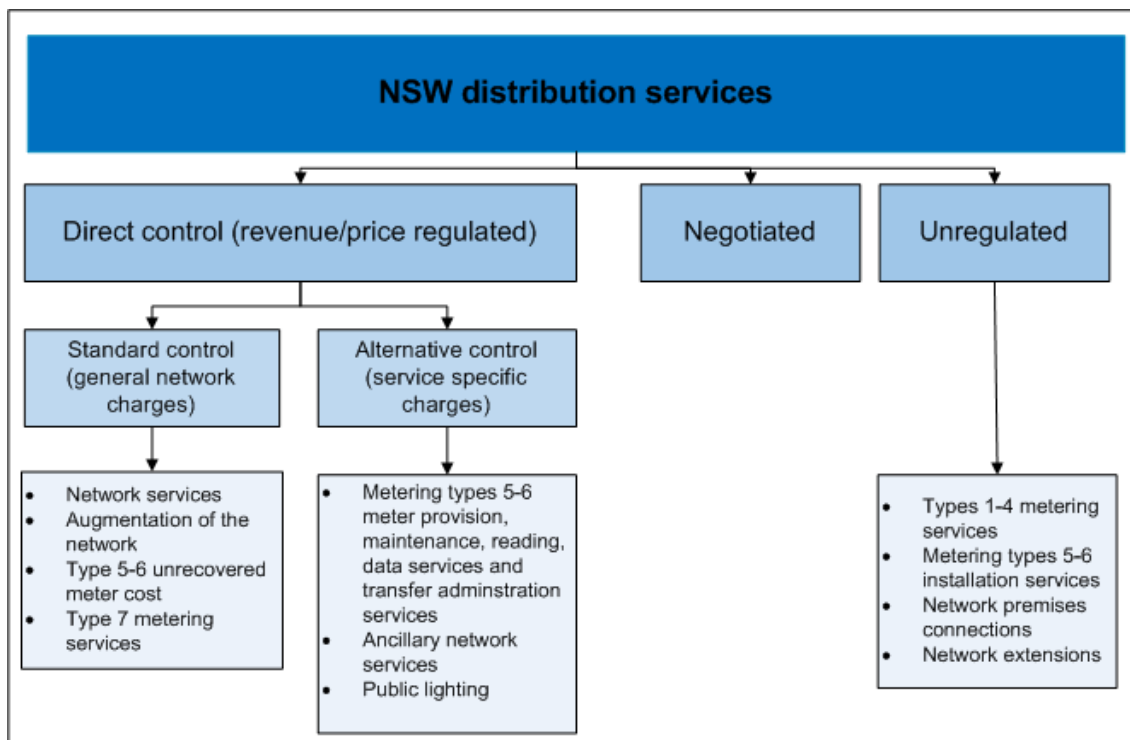 NSW distribution services
Direct control (revenue/price regulated)
Negotiated
Unregulated
Standard control
(general network
charges)
Alternative control
(service specific
charges)
• Network services
• Augmentation of the
network
• Type 5-6 unrecovered
meter cost
• Type 7 metering
services
• Metering types 5-6
meter provision,
maintenance, reading,
data services and
transfer adminstration
services
• Ancillary network
services
• Public lighting
• Types 1-4 metering
services
• Metering types 5-6
installation services
• Network premises
connections
• Network extensions